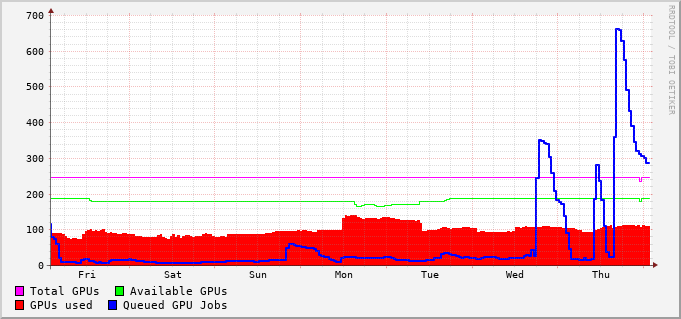 RRDTOOL / TOBI OETIKER
700
600
500
400
300
200
100
0
Fri Sat Sun Mon Tue Wed Thu
Total GPUs Available GPUs
GPUs used Queued GPU Jobs